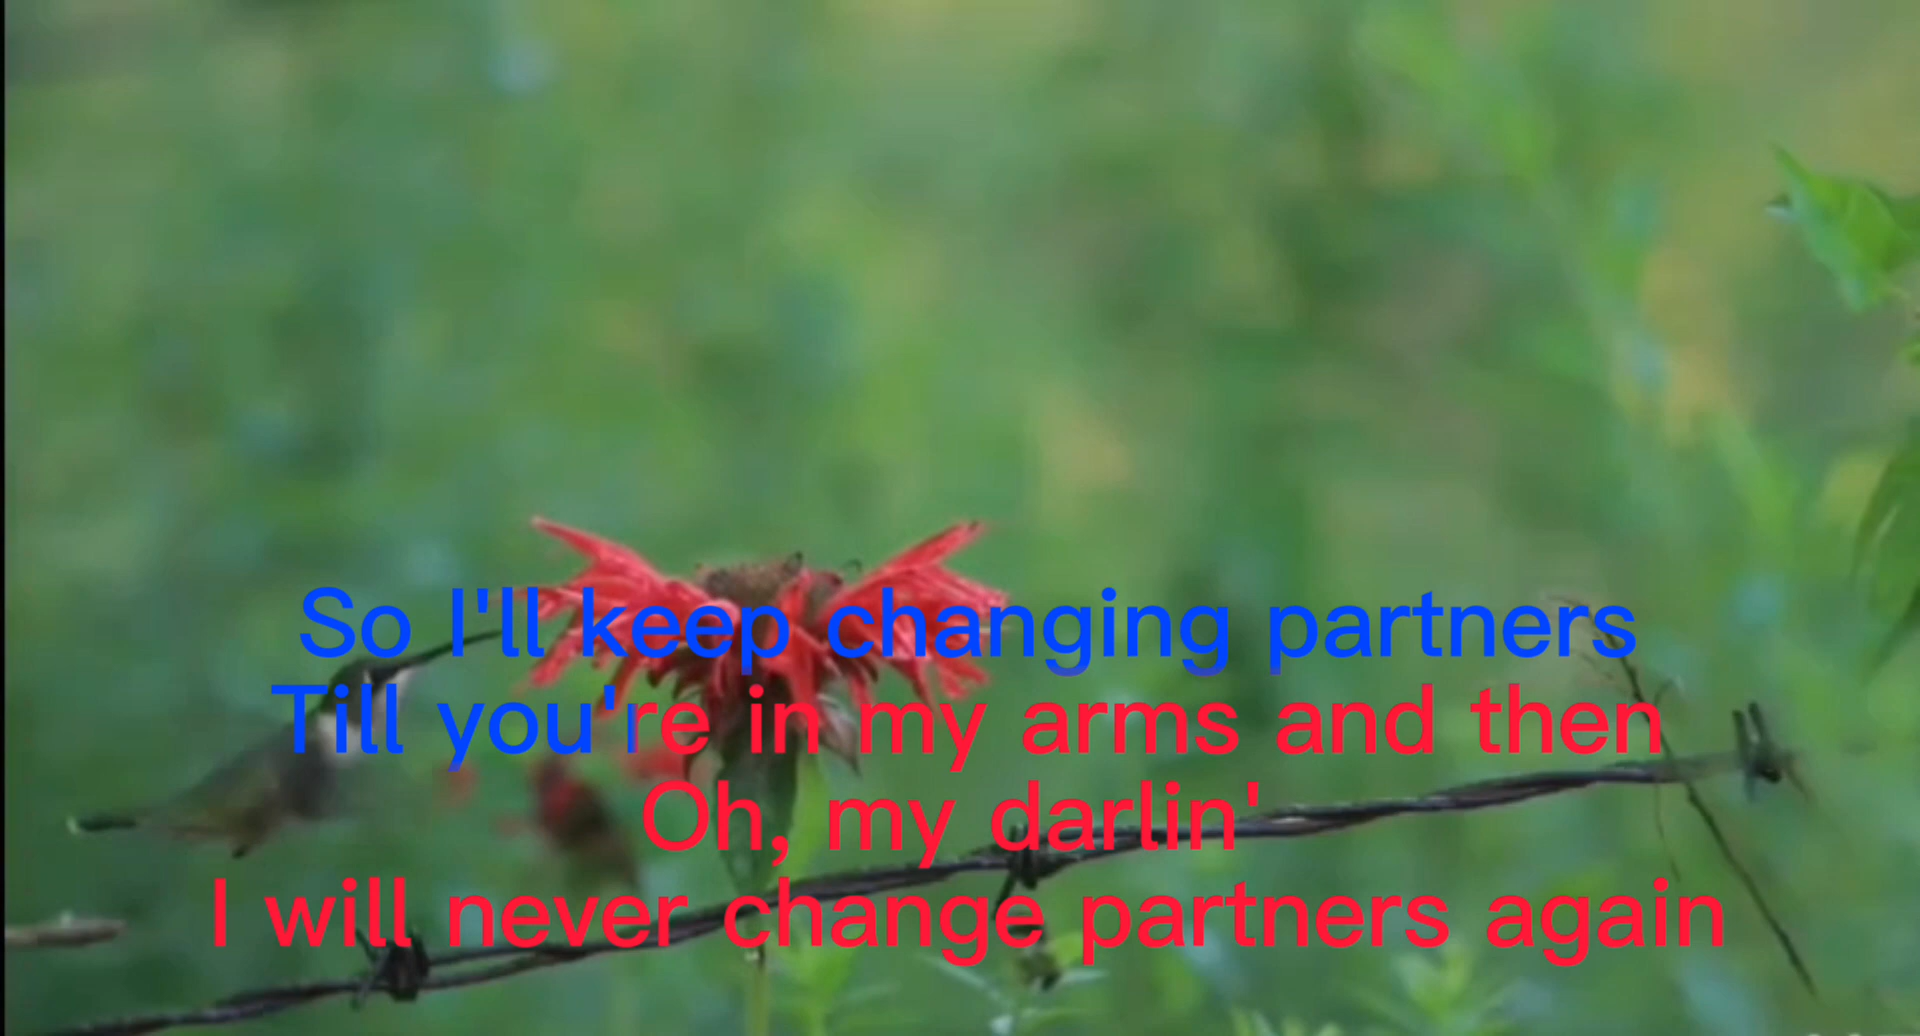 So I'll keep changing partners
Till you're in my arms and then
Oh, my darlin'
I will never change partners again